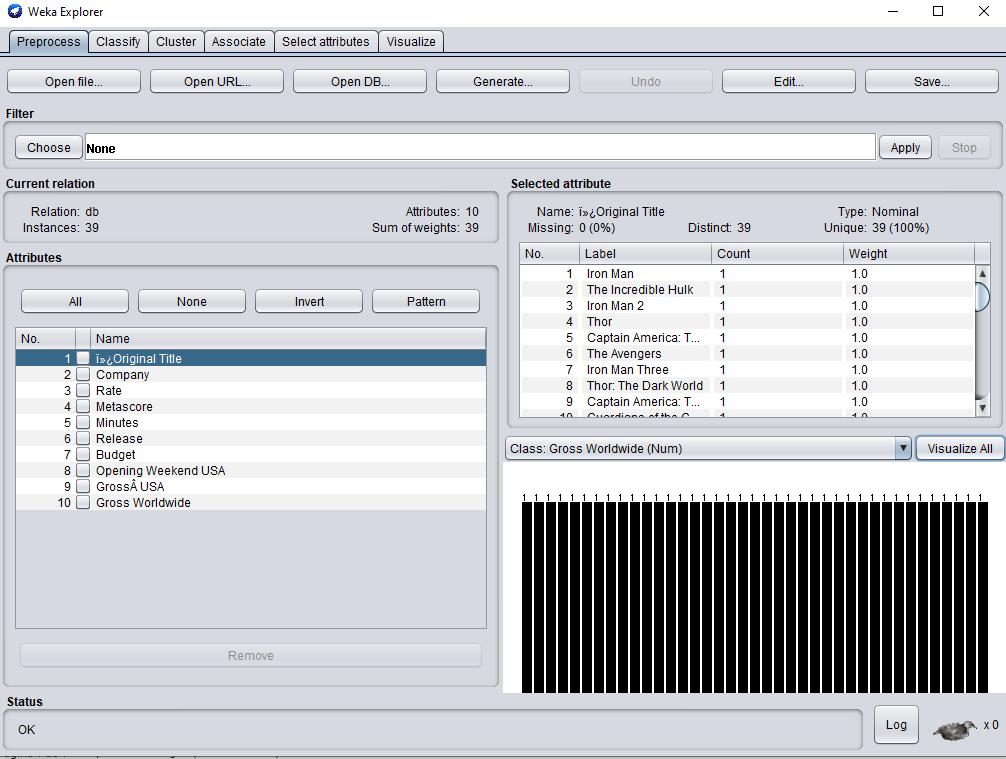 Weka Explorer
Preprocess Classify Cluster Associate Select attributes Visualize
Open file... Open URL... Open DB... Generate... Undo Edit... Save...
Filter
Choose None Apply Stop
Current relation
Relation: db Attributes: 10
Instances: 39 Sum of weights: 39
Attributes
All None Invert Pattern
No. Name
1 ï»¿Original Title
2 Company
3 Rate
4 Metascore
5 Minutes
6 Release
7 Budget
8 Opening Weekend USA
9 GrossÂ USA
10 Gross Worldwide
Remove
Selected attribute
Name: ï»¿Original Title Type: Nominal
Missing: 0 (0%) Distinct: 39 Unique: 39 (100%)
No. Label Count Weight
1 Iron Man 1 1.0
2 The Incredible Hulk 1 1.0
3 Iron Man 2 1 1.0
4 Thor 1 1.0
5 Captain America: T... 1 1.0
6 The Avengers 1 1.0
7 Iron Man Three 1 1.0
8 Thor: The Dark World 1 1.0
9 Captain America: T... 1 1.0
10 Guardians of the G... 1 1.0
Class: Gross Worldwide (Num) Visualize All
1 1 1 1 1 1 1 1 1 1 1 1 1 1 1 1 1 1 1 1 1 1 1 1 1 1 1 1 1 1 1 1 1 1 1 1 1 1 1
Status
OK
Log x 0